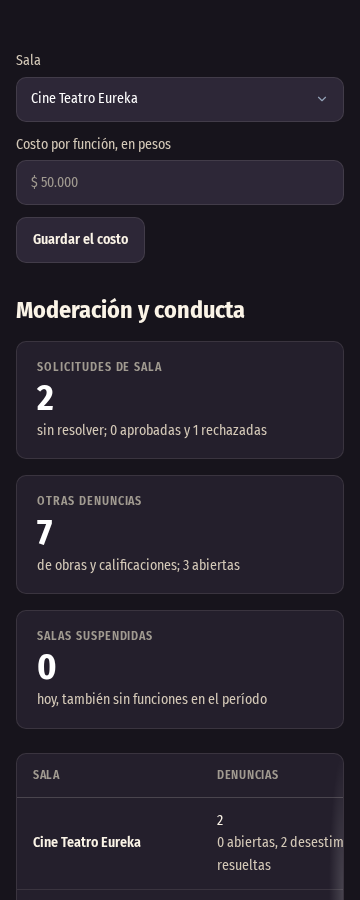 Sala
Cine Teatro Eureka
Costo por función, en pesos
$ 50.000
Guardar el costo
Moderación y conducta
SOLICITUDES DE SALA
2
sin resolver; 0 aprobadas y 1 rechazadas
OTRAS DENUNCIAS
7
de obras y calificaciones; 3 abiertas
SALAS SUSPENDIDAS
0
hoy, también sin funciones en el período
SALA DENUNCIAS
2
Cine Teatro Eureka 0 abiertas, 2 desestim
resueltas